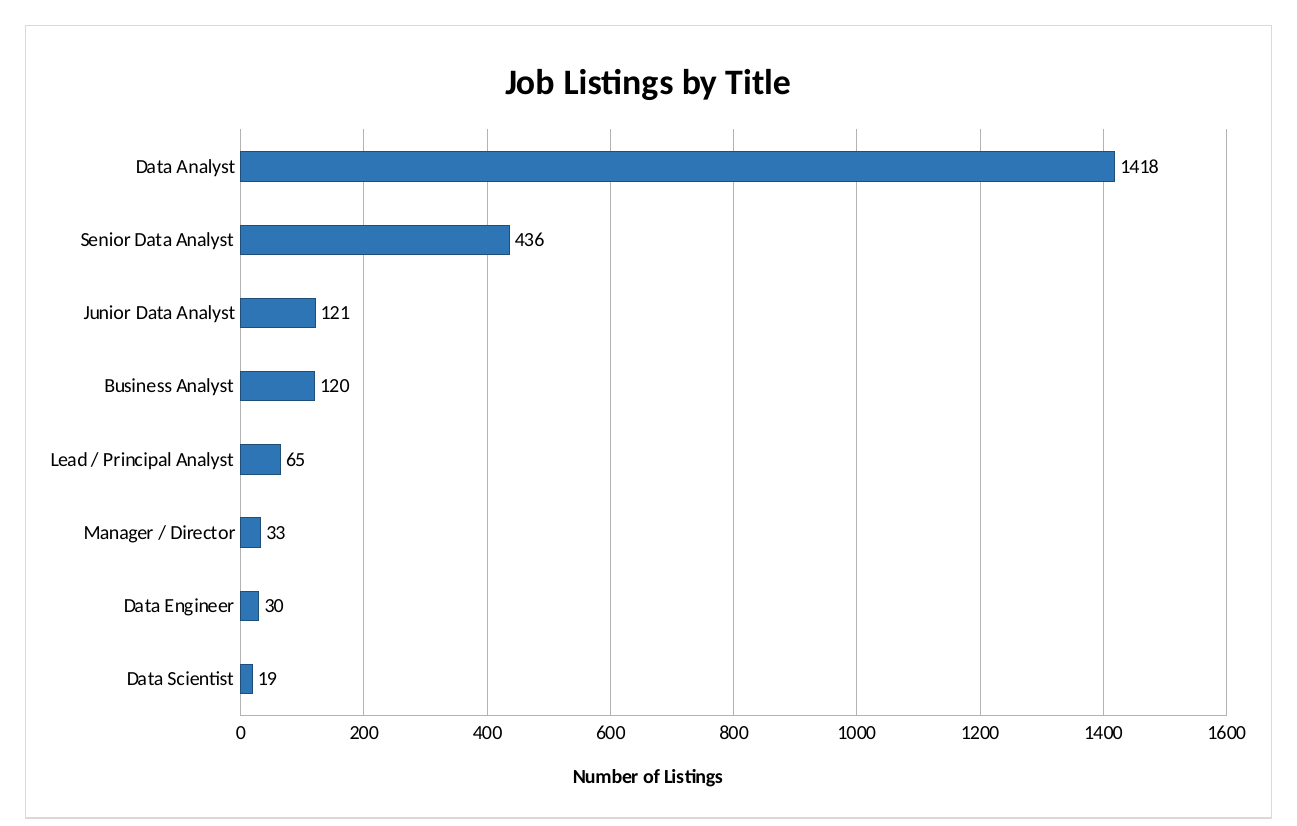 Job Listings by Title
Data Analyst 1418
Senior Data Analyst 436
Junior Data Analyst 121
Business Analyst 120
Lead / Principal Analyst 65
Manager / Director 33
Data Engineer 30
Data Scientist 19
0 200 400 600 800 1000 1200 1400 1600
Number of Listings